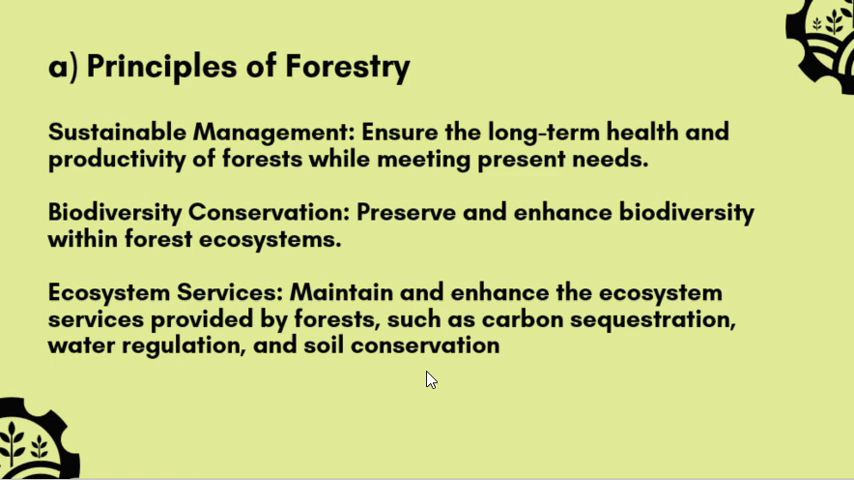 a) Principles of Forestry
Sustainable Management: Ensure the long-term health and
productivity of forests while meeting present needs.
Biodiversity Conservation: Preserve and enhance biodiversity
within forest ecosystems.
Ecosystem Services: Maintain and enhance the ecosystem
services provided by forests, such as carbon sequestration,
water regulation, and soil conservation